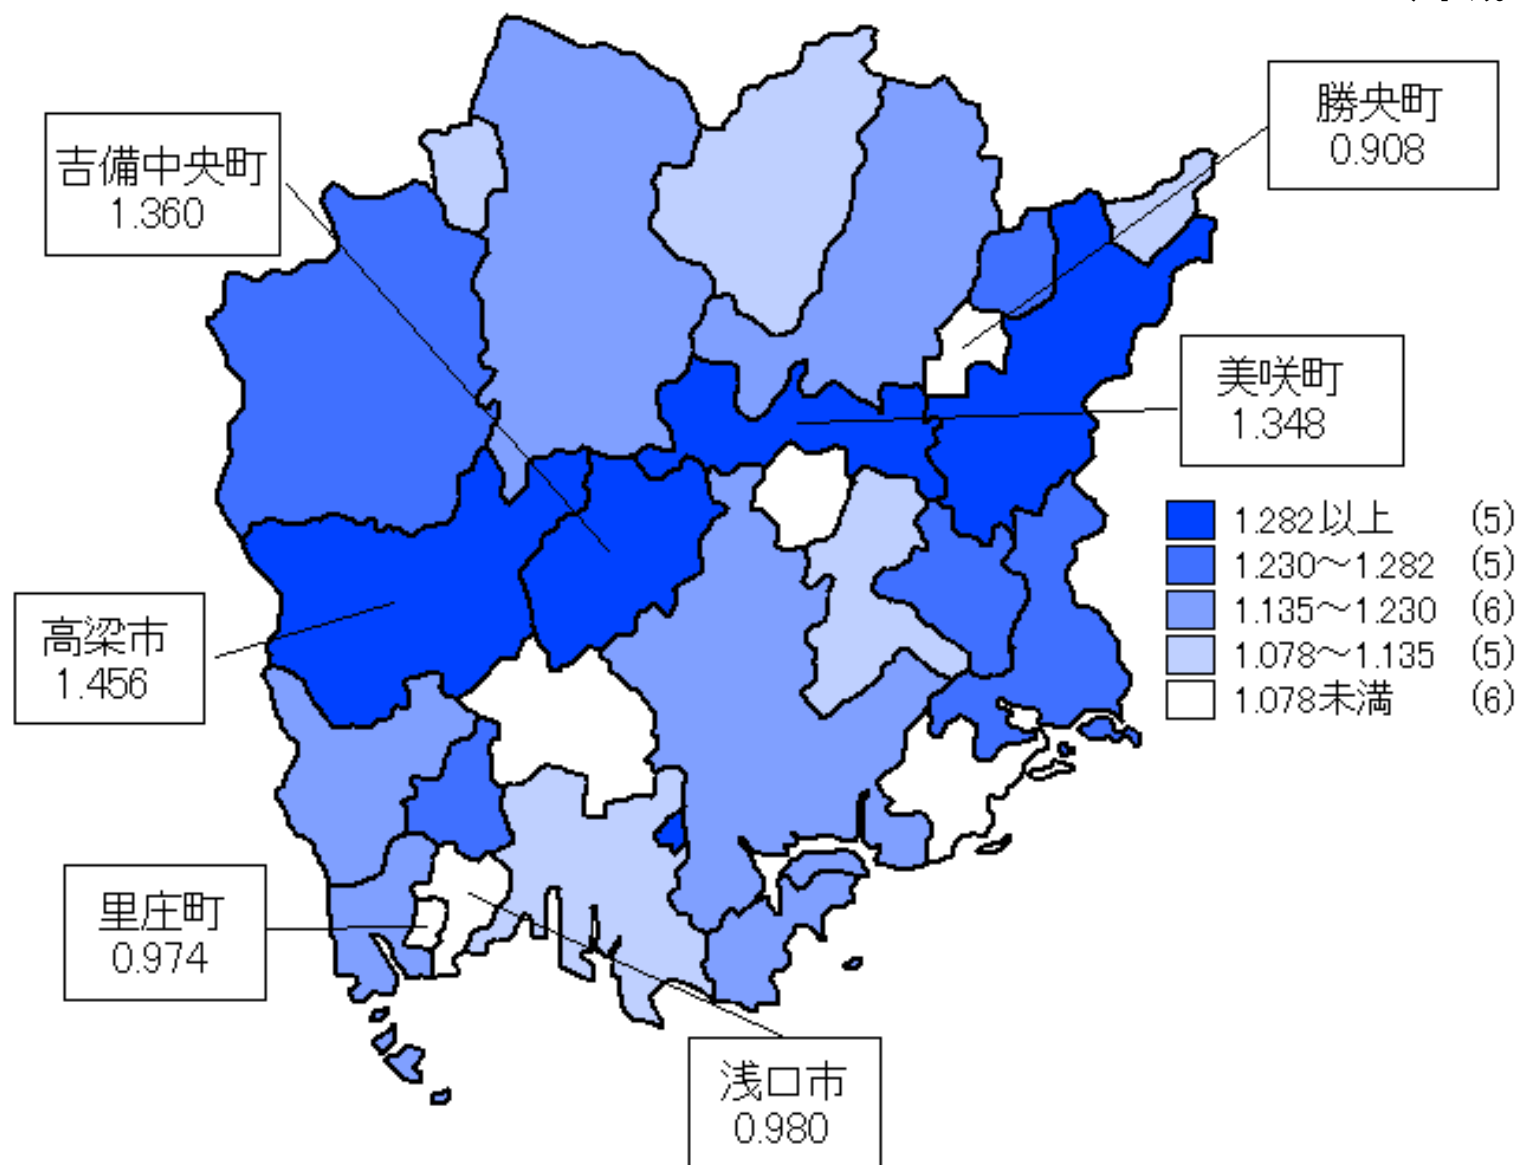 勝央町
0.908
吉備中央町
1.360
美咲町
1.348
1.282以上 (5)
1.230～1.282 (5)
1.135～1.230 (6)
1.078～1.135 (5)
1.078未満 (6)
高梁市
1.456
里庄町
0.974
浅口市
0.980